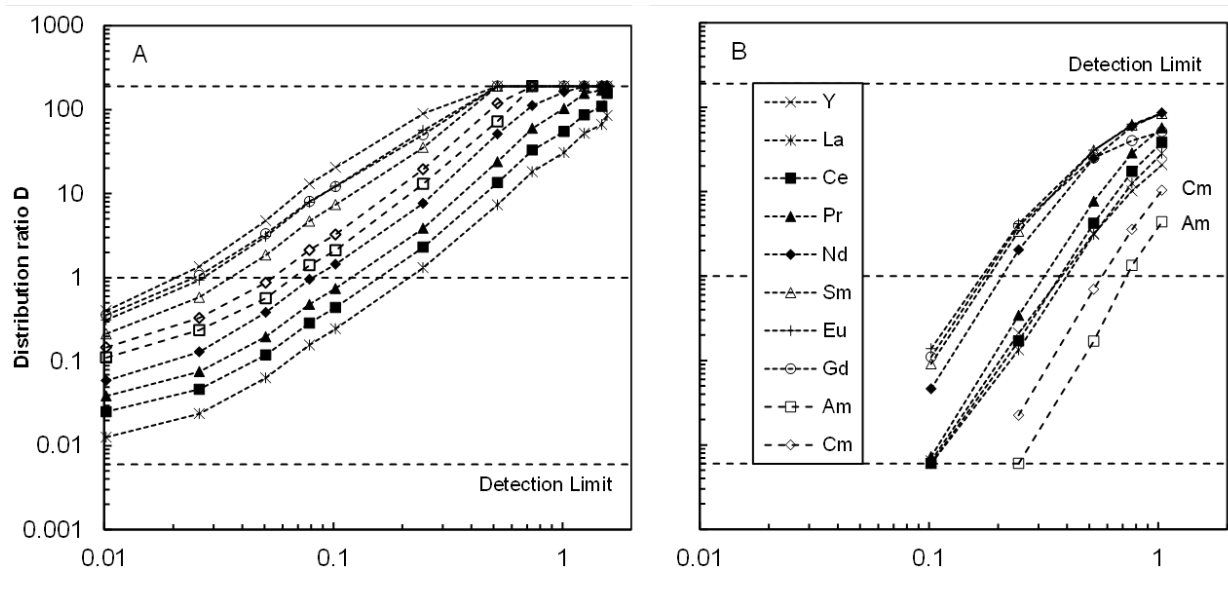 1000
100
10
1
0.1
0.01
0.001
Distribution ratio D
A
Detection Limit
0.01 0.1 1
B
Detection Limit
Y
La
Ce
Pr
Nd
Sm
Eu
Gd
Am
Cm
Cm
Am
0.01 0.1 1